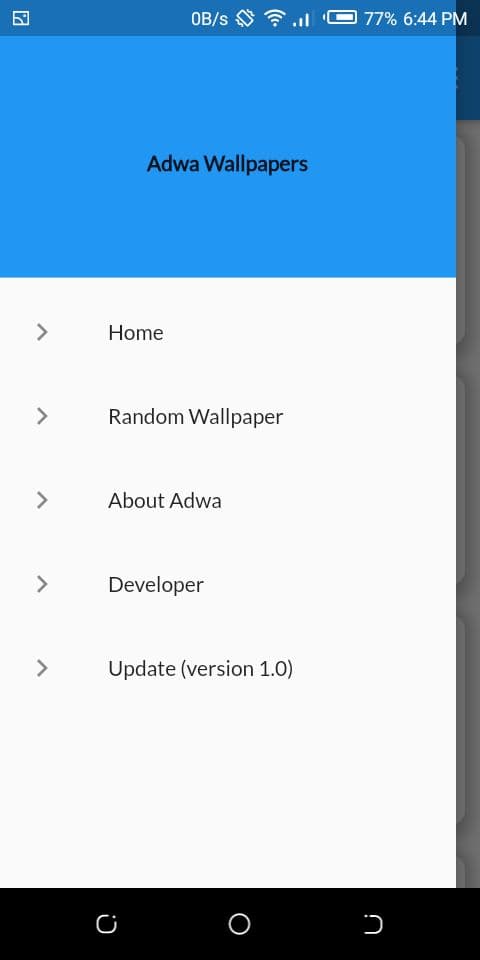 0B/s 77% 6:44 PM
Adwa Wallpapers
Home
Random Wallpaper
About Adwa
Developer
Update (version 1.0)